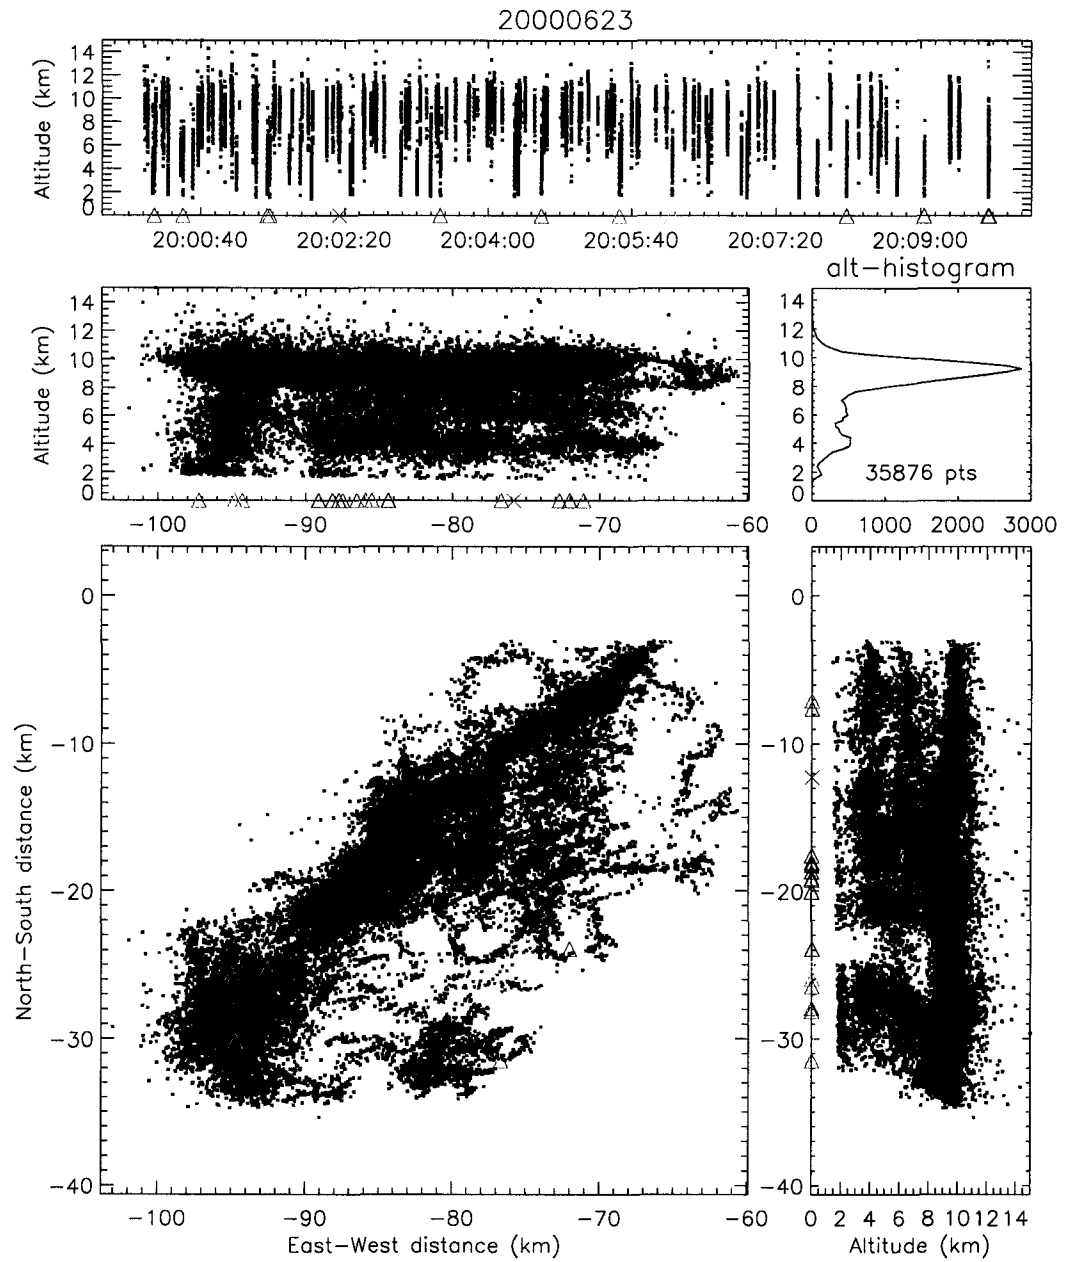 20000623
14
12
10
8
6
4
2
0
Altitude (km)
20:00:40 20:02:20 20:04:00 20:05:40 20:07:20 20:09:00
alt-histogram
14
12
10
8
6
4
2
0
Altitude (km)
-100 -90 -80 -70 -60
14
12
10
8
6
4
2
0
35876 pts
0 1000 2000 3000
0
-10
-20
-30
-40
North-South distance (km)
-100 -90 -80 -70 -60
East-West distance (km)
0
-10
-20
-30
-40
0 2 4 6 8 10 12 14
Altitude (km)